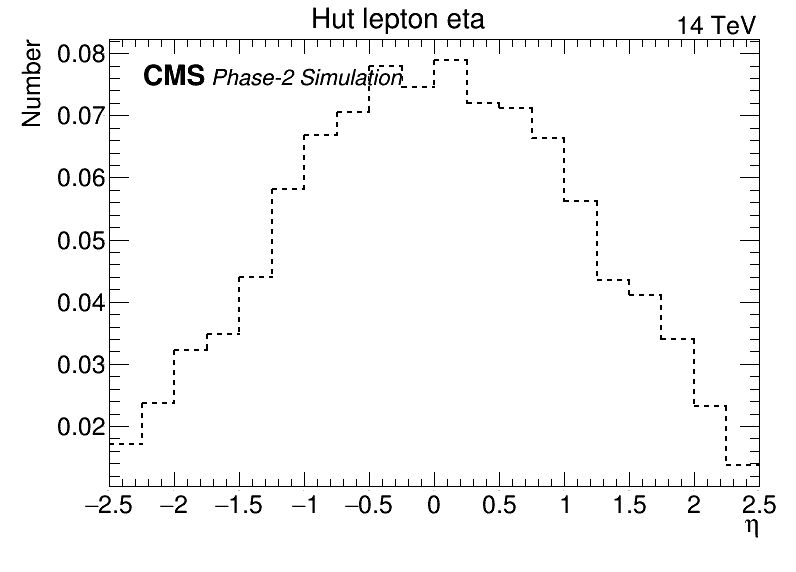 Hut lepton eta
14 TeV
CMS Phase-2 Simulation
Number
0.08
0.07
0.06
0.05
0.04
0.03
0.02
−2.5 −2 −1.5 −1 −0.5 0 0.5 1 1.5 2 2.5
η